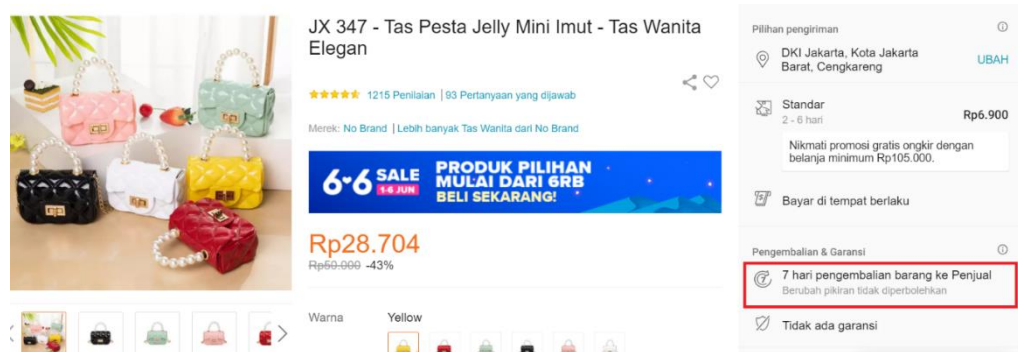 JX 347 - Tas Pesta Jelly Mini Imut - Tas Wanita
Elegan
1215 Penilaian | 93 Pertanyaan yang dijawab
Merek: No Brand | Lebih banyak Tas Wanita dari No Brand
6•6 SALE
1-6 JUN
PRODUK PILIHAN
MULAI DARI 6RB
BELI SEKARANG!
Rp28.704
Rp50.000 -43%
Warna Yellow
Pilihan pengiriman
DKI Jakarta, Kota Jakarta
Barat, Cengkareng
UBAH
Standar
Rp6.900
2 - 6 hari
Nikmati promosi gratis ongkir dengan
belanja minimum Rp105.000.
Bayar di tempat berlaku
Pengembalian & Garansi
7 hari pengembalian barang ke Penjual
Berubah pikiran tidak diperbolehkan
Tidak ada garansi